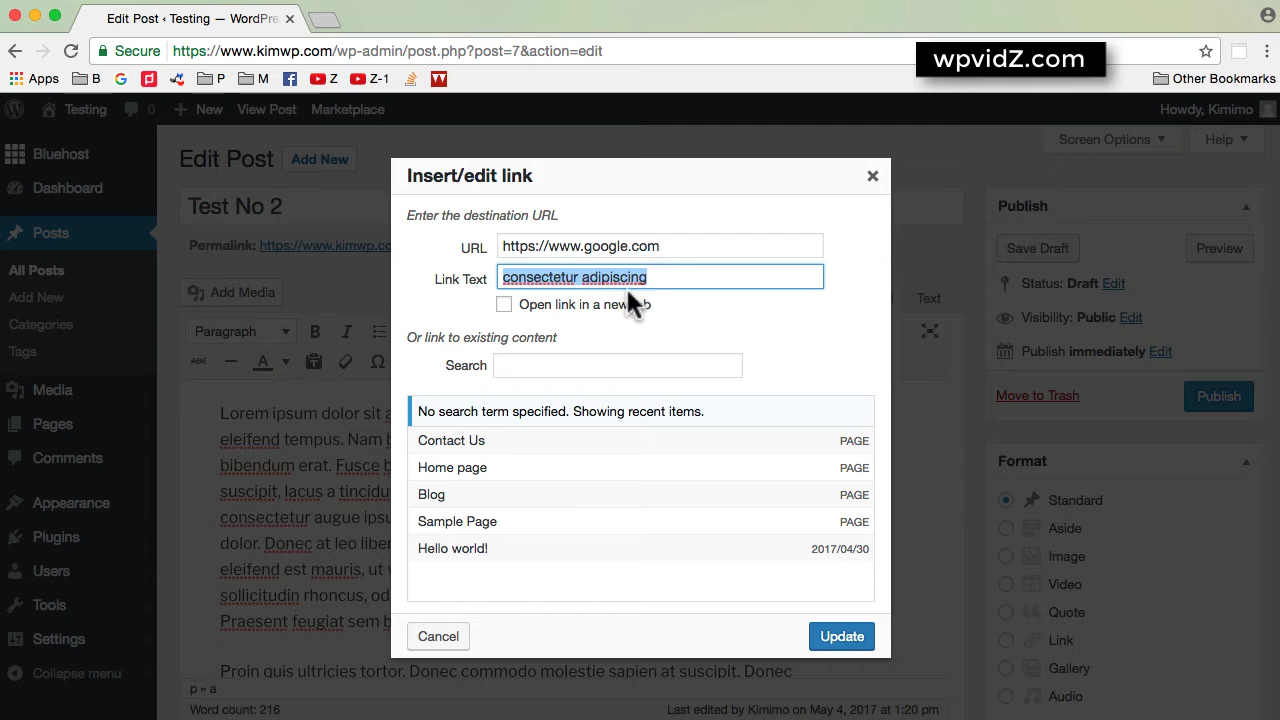 Edit Post ‹ Testing — WordPre
Secure https://www.kimwp.com/wp-admin/post.php?post=7&action=edit
wpvidZ.com
Apps B P M Z Z-1 Other Bookmarks
Testing 0 New View Post Marketplace Howdy, Kimimo
Bluehost
Dashboard
Posts
All Posts
Add New
Categories
Tags
Media
Pages
Comments
Appearance
Plugins
Users
Tools
Settings
Collapse menu
Screen Options Help
Edit Post Add New
Test No 2
Permalink: https://www.kimwp.co
Add Media
Text
Paragraph B I
ABC A Ω
Lorem ipsum dolor sit a
eleifend tempus. Nam b
bibendum erat. Fusce b
suscipit, lacus a tincidu
consectetur augue ipsu
dolor. Donec at leo liber
eleifend est mauris, ut v
sollicitudin rhoncus, od
Praesent feugiat sem b
Proin quis ultricies tortor. Donec commodo molestie sapien at suscipit. Donec
p » a
Word count: 216 Last edited by Kimimo on May 4, 2017 at 1:20 pm
Insert/edit link
Enter the destination URL
URL https://www.google.com
Link Text consectetur adipiscing
Open link in a new b
Or link to existing content
Search
No search term specified. Showing recent items.
Contact Us PAGE
Home page PAGE
Blog PAGE
Sample Page PAGE
Hello world! 2017/04/30
Cancel Update
Publish
Save Draft Preview
Status: Draft Edit
Visibility: Public Edit
Publish immediately Edit
Move to Trash Publish
Format
Standard
Aside
Image
Video
Quote
Link
Gallery
Audio